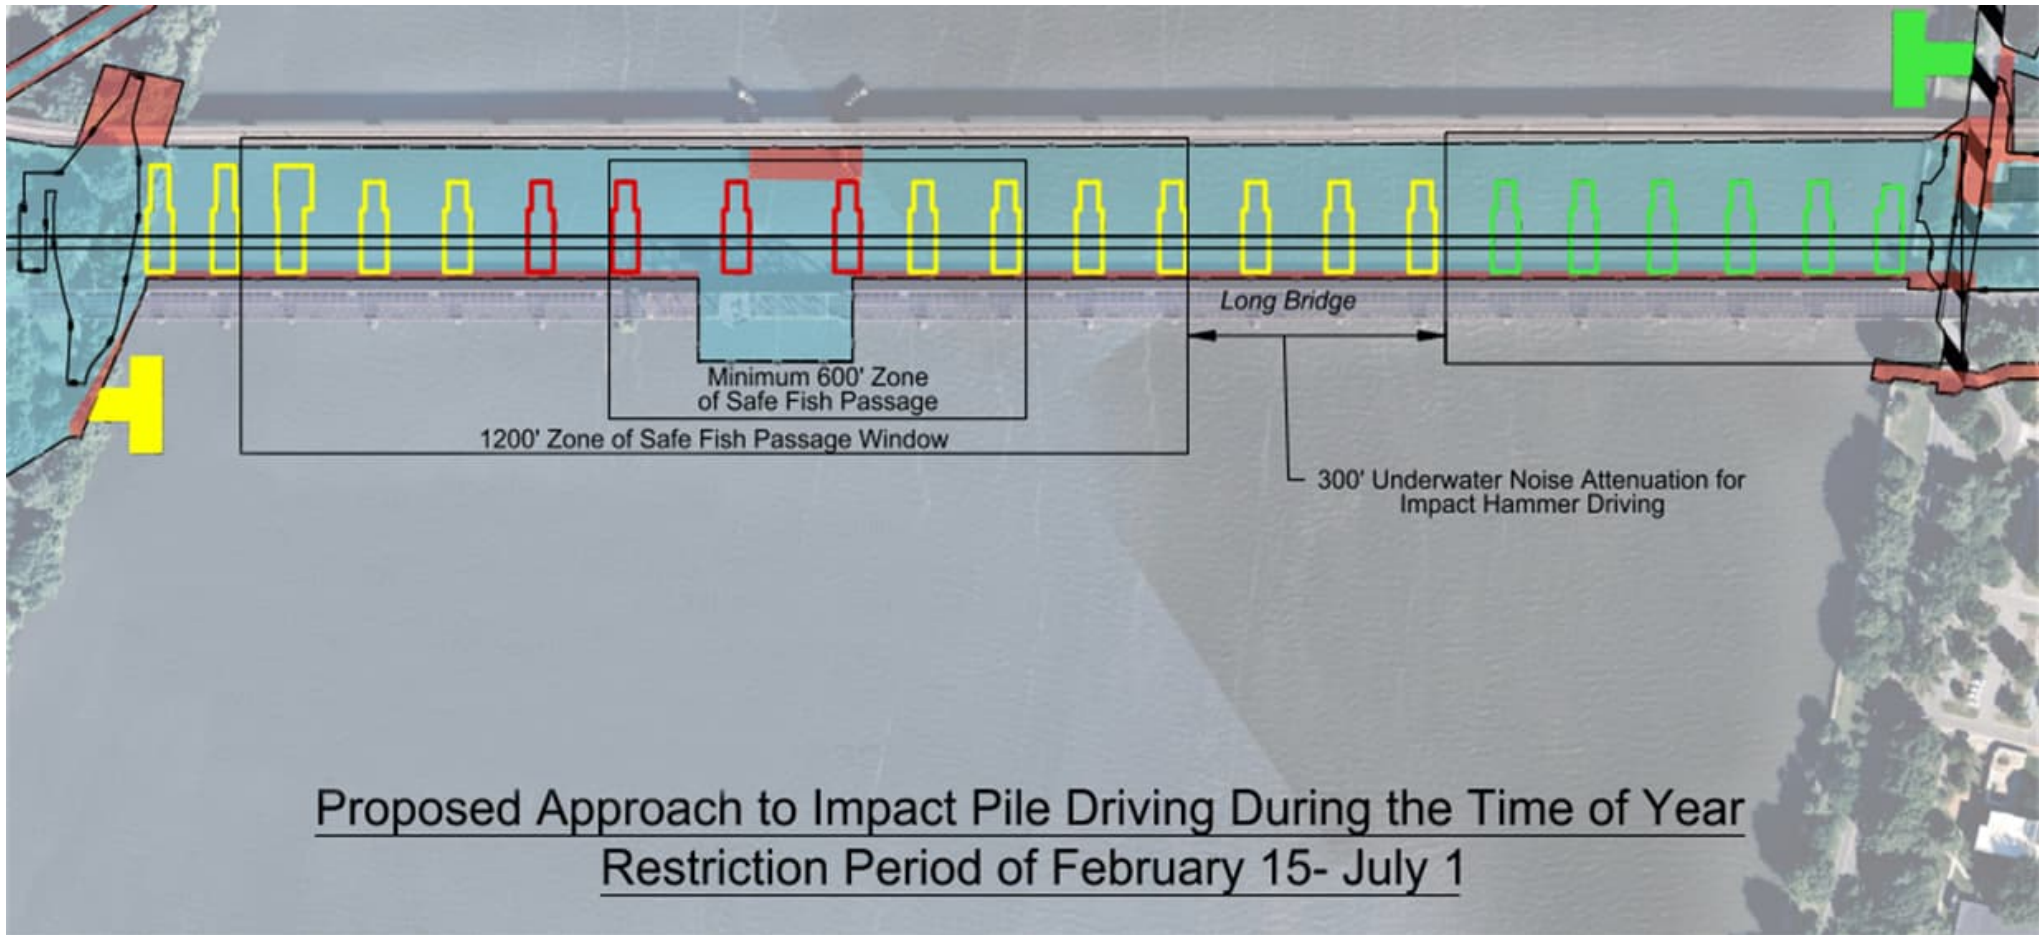 Long Bridge
Minimum 600' Zone
of Safe Fish Passage
1200' Zone of Safe Fish Passage Window
300' Underwater Noise Attenuation for
Impact Hammer Driving
Proposed Approach to Impact Pile Driving During the Time of Year
Restriction Period of February 15- July 1